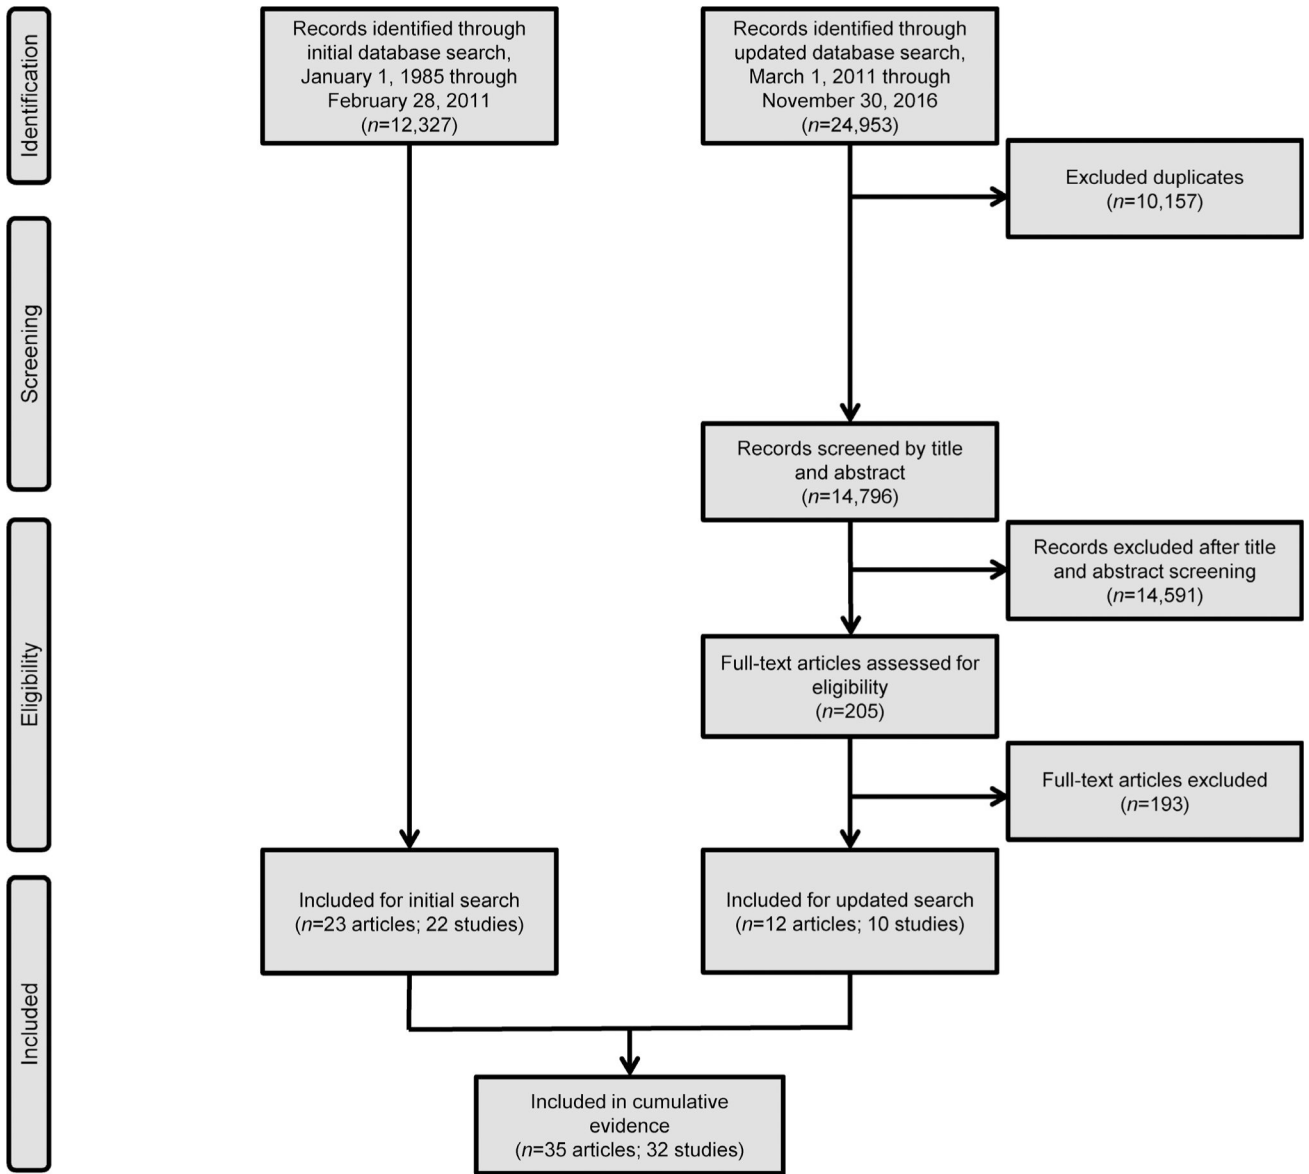 Identification
Records identified through
initial database search,
January 1, 1985 through
February 28, 2011
(n=12,327)
Records identified through
updated database search,
March 1, 2011 through
November 30, 2016
(n=24,953)
Excluded duplicates
(n=10,157)
Screening
Records screened by title
and abstract
(n=14,796)
Records excluded after title
and abstract screening
(n=14,591)
Eligibility
Full-text articles assessed for
eligibility
(n=205)
Full-text articles excluded
(n=193)
Included for initial search
(n=23 articles; 22 studies)
Included for updated search
(n=12 articles; 10 studies)
Included
Included in cumulative
evidence
(n=35 articles; 32 studies)